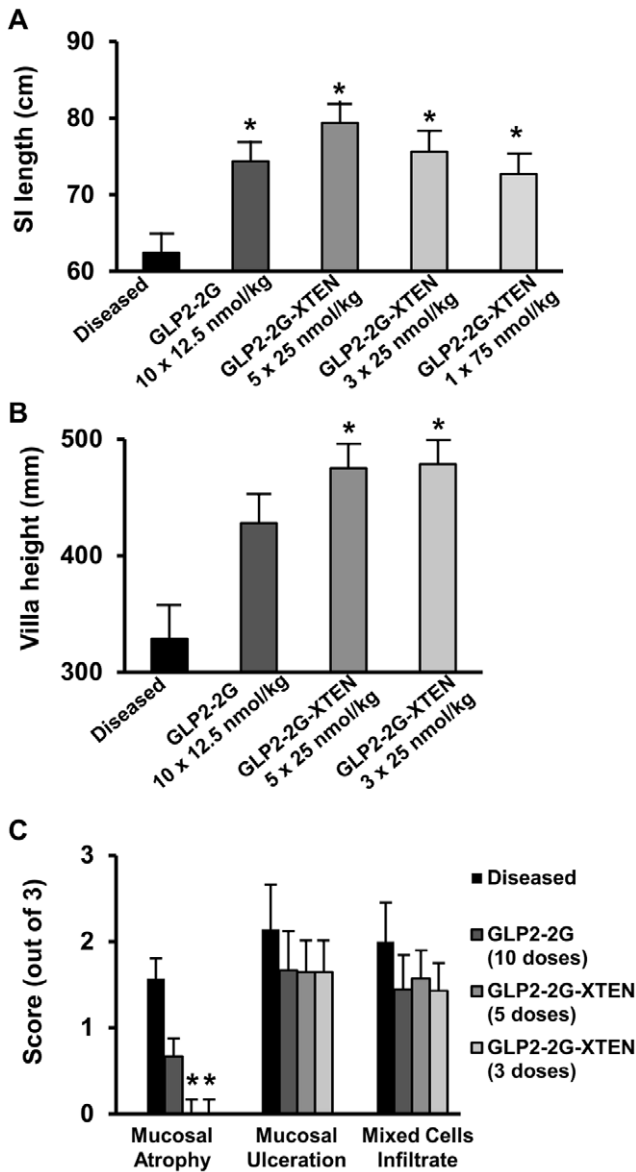 A
SI length (cm)
90
80
70
60
*
*
*
*
Diseased
GLP2-2G
10 x 12.5 nmol/kg
GLP2-2G-XTEN
5 x 25 nmol/kg
GLP2-2G-XTEN
3 x 25 nmol/kg
GLP2-2G-XTEN
1 x 75 nmol/kg
B
Villa height (mm)
500
400
300
*
*
Diseased
GLP2-2G
10 x 12.5 nmol/kg
GLP2-2G-XTEN
5 x 25 nmol/kg
GLP2-2G-XTEN
3 x 25 nmol/kg
C
Score (out of 3)
3
2
1
0
* *
Mucosal
Atrophy
Mucosal
Ulceration
Mixed Cells
Infiltrate
Diseased
GLP2-2G
(10 doses)
GLP2-2G-XTEN
(5 doses)
GLP2-2G-XTEN
(3 doses)